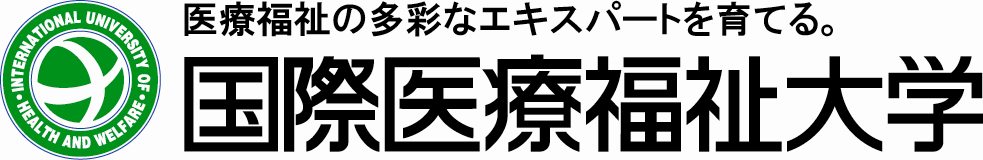 ・INTERNATIONAL UNIVERSITY OF・
HEALTH AND WELFARE
医療福祉の多彩なエキスパートを育てる。
国際医療福祉大学